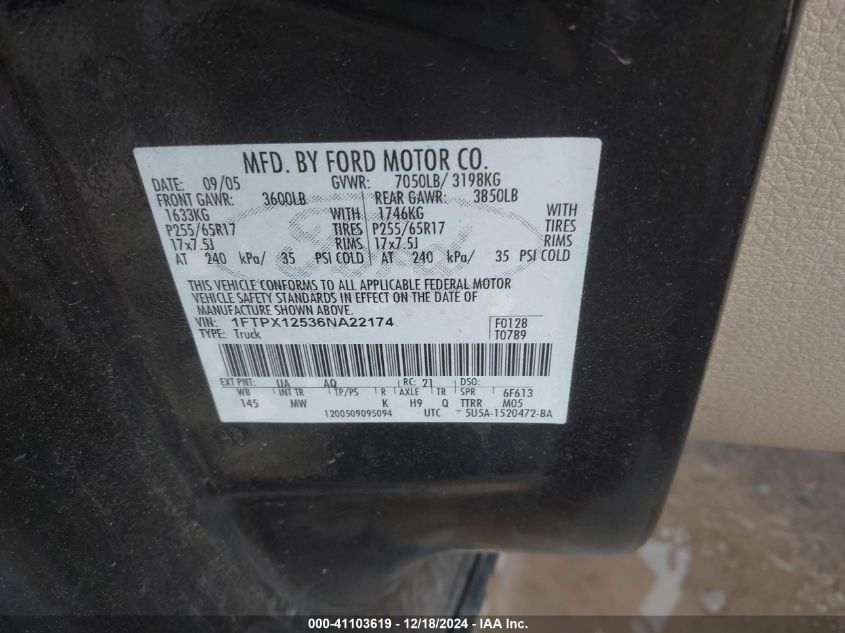 MFD. BY FORD MOTOR CO.
DATE: 09/05 GVWR: 7050LB/ 3198KG
FRONT GAWR: 3600LB REAR GAWR: 3850LB
1633KG WITH 1746KG WITH
P255/65R17 TIRES P255/65R17 TIRES
17x7.5J RIMS 17x7.5J RIMS
AT 240 kPa/ 35 PSI COLD AT 240 kPa/ 35 PSI COLD
THIS VEHICLE CONFORMS TO ALL APPLICABLE FEDERAL MOTOR
VEHICLE SAFETY STANDARDS IN EFFECT ON THE DATE OF
MANUFACTURE SHOWN ABOVE.
VIN: 1FTPX12536NA22174 F0128
TYPE: Truck T0789
EXT PNT: UA AQ RC: 21 DSO:
WB INT TR TP/PS R AXLE TR SPR 6F613
145 MW K H9 Q TTRR M05
1200509095094 UTC 5U5A-1520472-BA
Ford
000-41103619 / 12/18/2024 - IAA Inc.